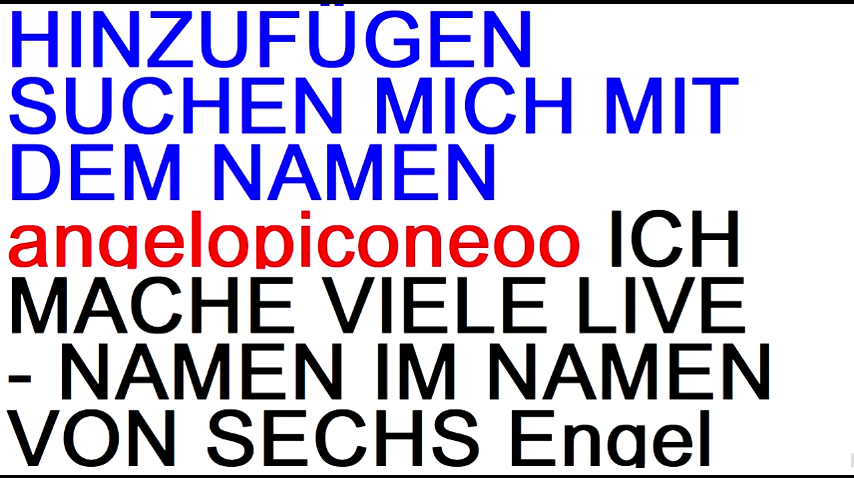 HINZUFÜGEN
SUCHEN MICH MIT
DEM NAMEN
angelopiconeoo ICH
MACHE VIELE LIVE
- NAMEN IM NAMEN
VON SECHS Engel